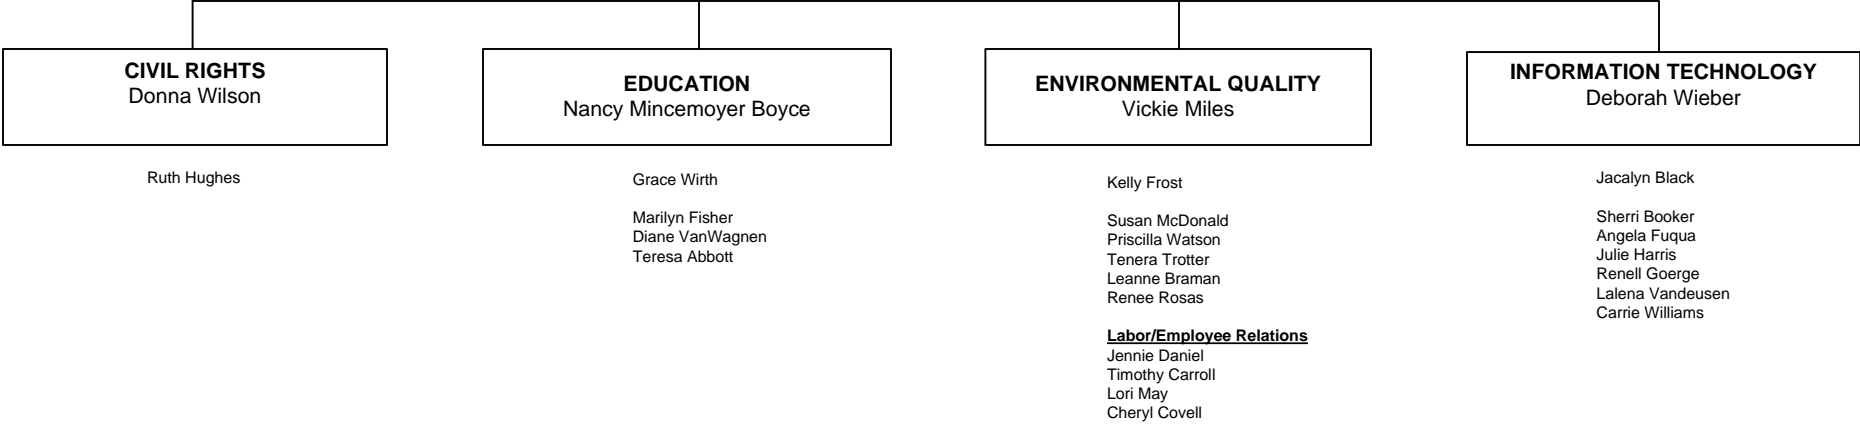 CIVIL RIGHTS
Donna Wilson
Ruth Hughes
EDUCATION
Nancy Mincemoyer Boyce
Grace Wirth
Marilyn Fisher
Diane VanWagnen
Teresa Abbott
ENVIRONMENTAL QUALITY
Vickie Miles
Kelly Frost
Susan McDonald
Priscilla Watson
Tenera Trotter
Leanne Braman
Renee Rosas
Labor/Employee Relations
Jennie Daniel
Timothy Carroll
Lori May
Cheryl Covell
INFORMATION TECHNOLOGY
Deborah Wieber
Jacalyn Black
Sherri Booker
Angela Fuqua
Julie Harris
Renell Goerge
Lalena Vandeusen
Carrie Williams